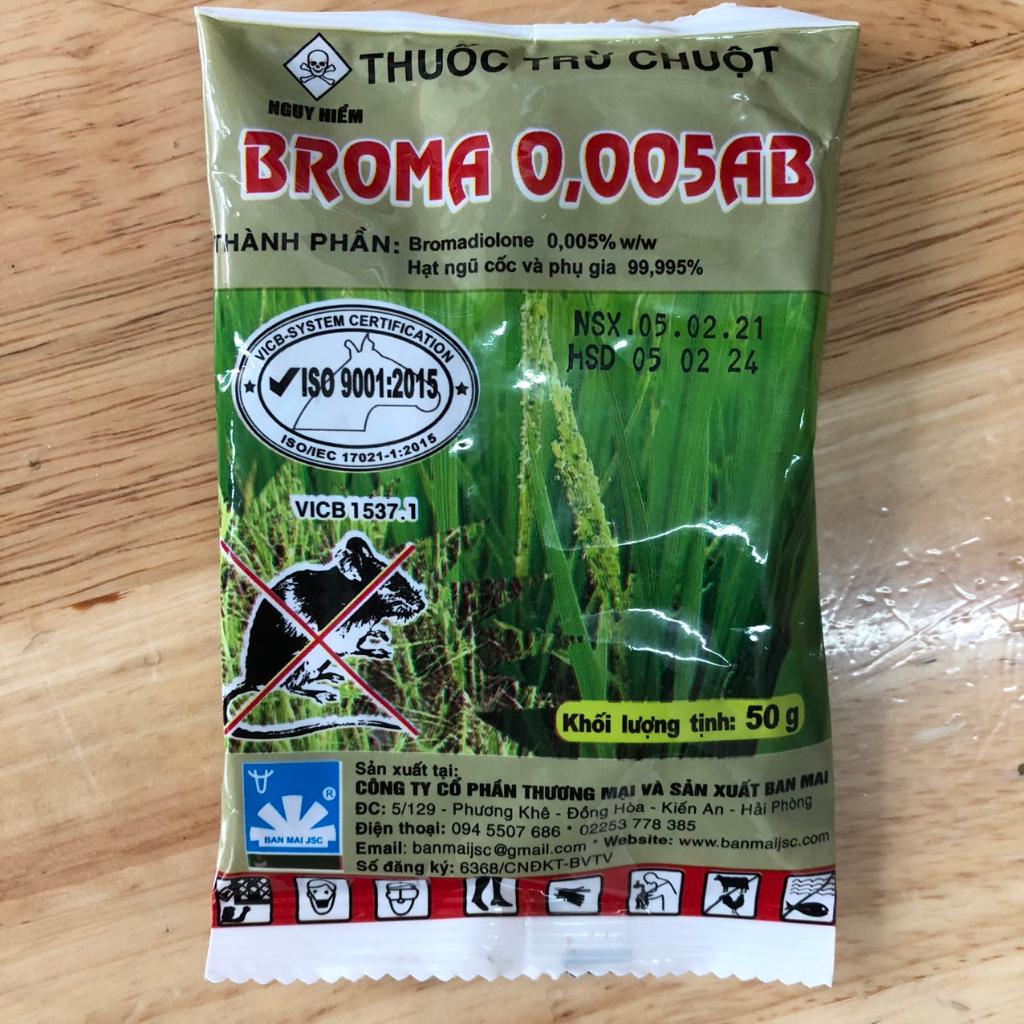 THUỐC TRỪ CHUỘT
NGUY HIỂM
BROMA 0,005AB
THÀNH PHẦN: Bromadiolone 0,005% w/w
Hạt ngũ cốc và phụ gia 99,995%
VICB-SYSTEM CERTIFICATION
ISO 9001:2015
ISO/IEC 17021-1:2015
NSX.05.02.21
HSD 05 02 24
VICB 1537.1
Khối lượng tịnh: 50 g
Sản xuất tại:
CÔNG TY CỔ PHẦN THƯƠNG MẠI VÀ SẢN XUẤT BAN MAI
ĐC: 5/129 - Phương Khê - Đồng Hòa - Kiến An - Hải Phòng
Điện thoại: 094 5507 686 * 02253 778 385
Email: banmaijsc@gmail.com * Website: www.banmaijsc.com
Số đăng ký: 6368/CNĐKT-BVTV
®
BAN MAI JSC